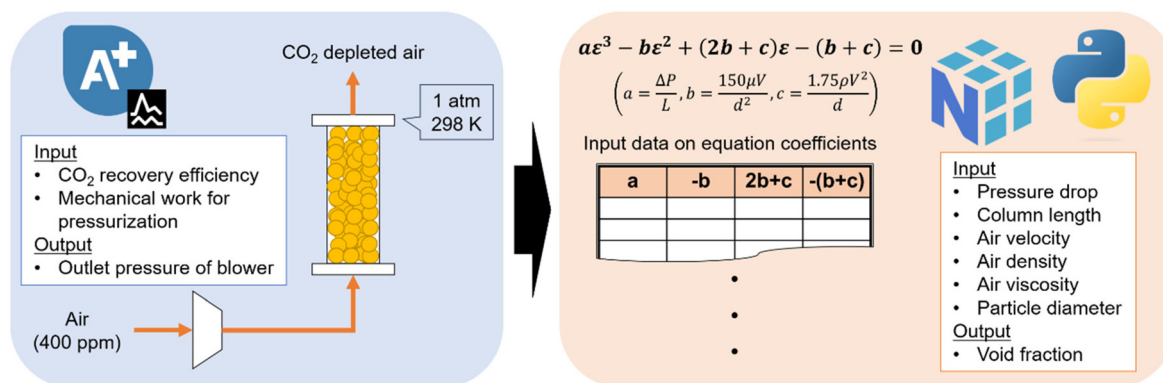 A+
CO₂ depleted air
1 atm
298 K
Input
• CO₂ recovery efficiency
• Mechanical work for
pressurization
Output
• Outlet pressure of blower
Air
(400 ppm)
aε³ − bε² + (2b + c)ε − (b + c) = 0
(a = ΔP/L, b = 150μV/d², c = 1.75ρV²/d)
Input data on equation coefficients
a -b 2b+c -(b+c)
N
Input
• Pressure drop
• Column length
• Air velocity
• Air density
• Air viscosity
• Particle diameter
Output
• Void fraction